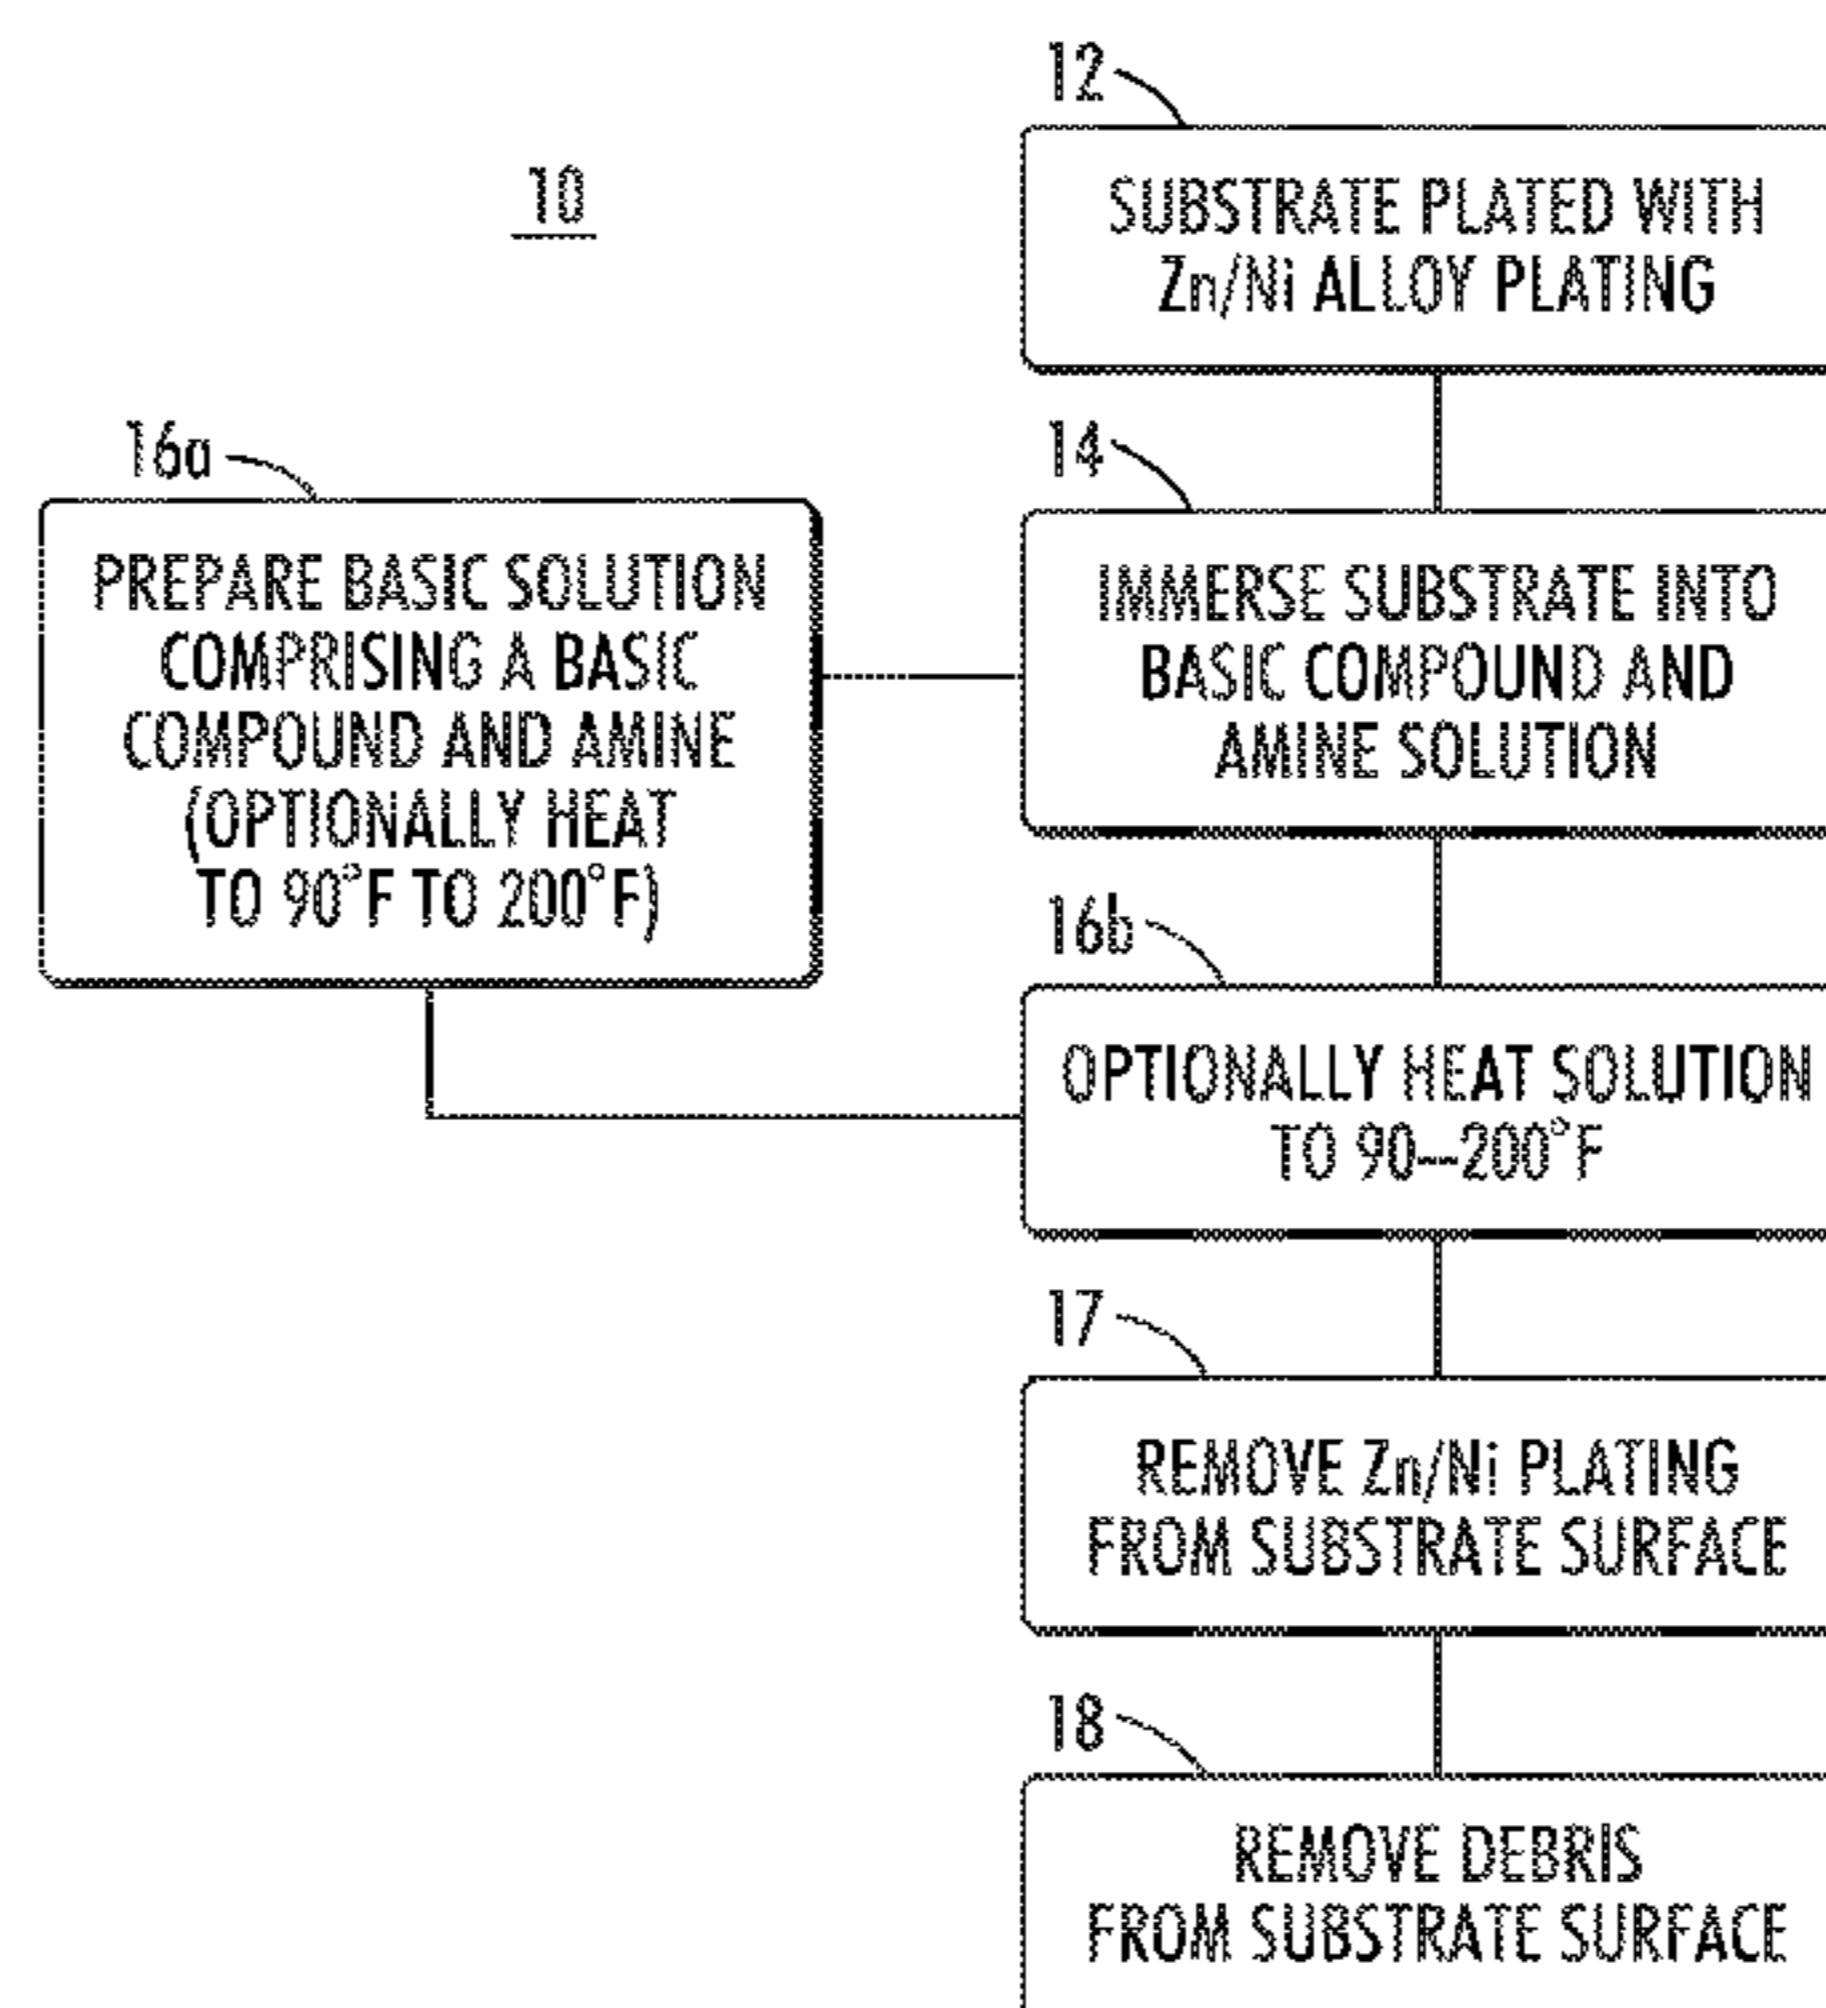 10
12
SUBSTRATE PLATED WITH
Zn/Ni ALLOY PLATING
16a
PREPARE BASIC SOLUTION
COMPRISING A BASIC
COMPOUND AND AMINE
(OPTIONALLY HEAT
TO 90°F TO 200°F)
14
IMMERSE SUBSTRATE INTO
BASIC COMPOUND AND
AMINE SOLUTION
16b
OPTIONALLY HEAT SOLUTION
TO 90-200°F
17
REMOVE Zn/Ni PLATING
FROM SUBSTRATE SURFACE
18
REMOVE DEBRIS
FROM SUBSTRATE SURFACE